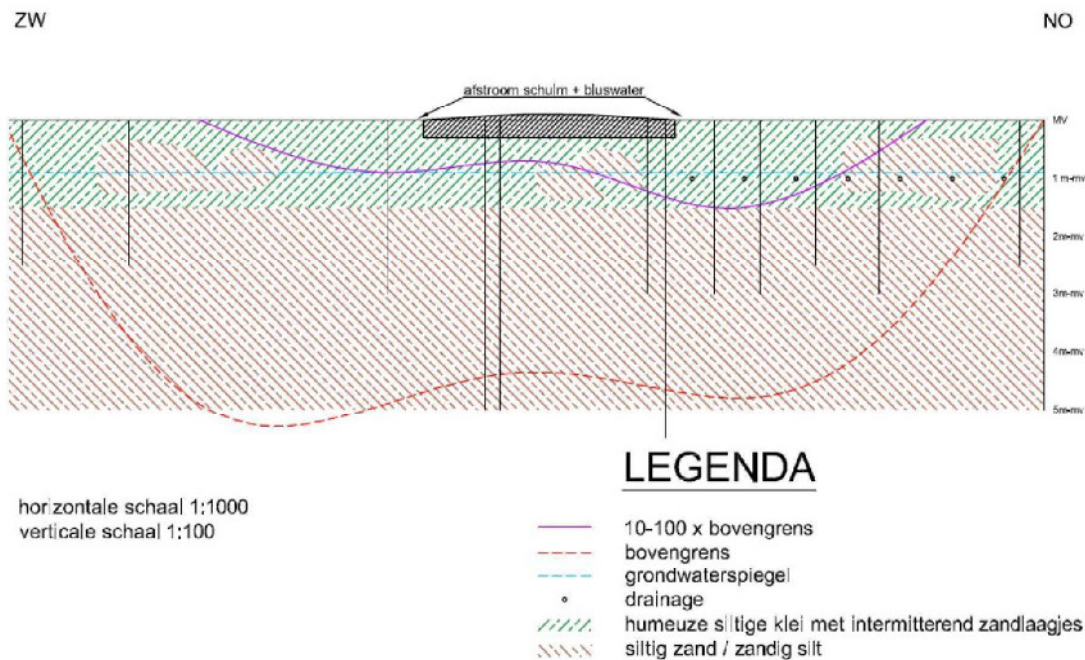 ZW
NO
afstroom schuim + bluswater
MV
1 m-mv
2m-mv
3m-mv
4m-mv
5m-mv
LEGENDA
horizontale schaal 1:1000
verticale schaal 1:100
10-100 x bovengrens
bovengrens
grondwaterspiegel
drainage
humeuze siltige klei met intermitterend zandlaagjes
siltig zand / zandig silt